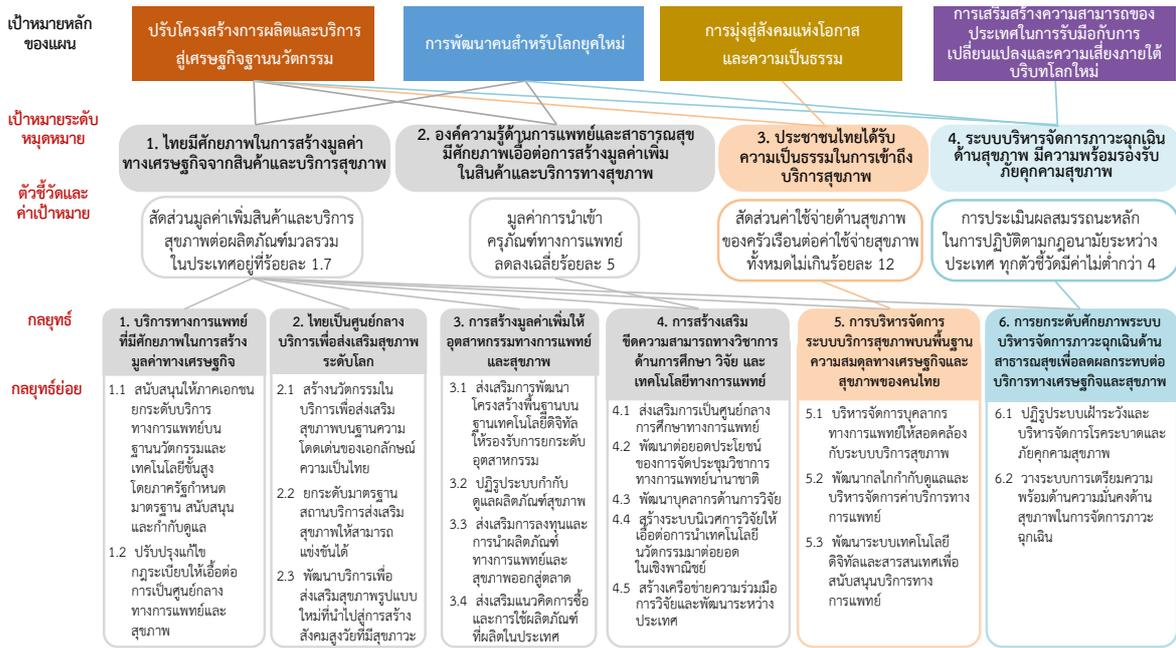 เป้าหมายหลัก
ของแผน
ปรับโครงสร้างการผลิตและบริการ
สู่เศรษฐกิจฐานนวัตกรรม
การพัฒนาคนสำหรับโลกยุคใหม่
การมุ่งสู่สังคมแห่งโอกาส
และความเป็นธรรม
การเสริมสร้างความสามารถของ
ประเทศในการรับมือกับการ
เปลี่ยนแปลงและความเสี่ยงภายใต้
บริบทโลกใหม่
เป้าหมายระดับ
หมุดหมาย
1. ไทยมีศักยภาพในการสร้างมูลค่า
ทางเศรษฐกิจจากสินค้าและบริการสุขภาพ
2. องค์ความรู้ด้านการแพทย์และสาธารณสุข
มีศักยภาพเอื้อต่อการสร้างมูลค่าเพิ่ม
ในสินค้าและบริการทางสุขภาพ
3. ประชาชนไทยได้รับ
ความเป็นธรรมในการเข้าถึง
บริการสุขภาพ
4. ระบบบริหารจัดการภาวะฉุกเฉิน
ด้านสุขภาพ มีความพร้อมรองรับ
ภัยคุกคามสุขภาพ
ตัวชี้วัดและ
ค่าเป้าหมาย
สัดส่วนมูลค่าเพิ่มสินค้าและบริการ
สุขภาพต่อผลิตภัณฑ์มวลรวม
ในประเทศอยู่ที่ร้อยละ 1.7
มูลค่าการนำเข้า
ครุภัณฑ์ทางการแพทย์
ลดลงเฉลี่ยร้อยละ 5
สัดส่วนค่าใช้จ่ายด้านสุขภาพ
ของครัวเรือนต่อค่าใช้จ่ายสุขภาพ
ทั้งหมดไม่เกินร้อยละ 12
การประเมินผลสมรรถนะหลัก
ในการปฏิบัติตามกฎอนามัยระหว่าง
ประเทศ ทุกตัวชี้วัดมีค่าไม่ต่ำกว่า 4
กลยุทธ์
1. บริการทางการแพทย์
ที่มีศักยภาพในการสร้าง
มูลค่าทางเศรษฐกิจ
2. ไทยเป็นศูนย์กลาง
บริการเพื่อส่งเสริมสุขภาพ
ระดับโลก
3. การสร้างมูลค่าเพิ่มให้
อุตสาหกรรมทางการแพทย์
และสุขภาพ
4. การสร้างเสริม
ขีดความสามารถทางวิชาการ
ด้านการศึกษา วิจัย และ
เทคโนโลยีทางการแพทย์
5. การบริหารจัดการ
ระบบบริการสุขภาพบนพื้นฐาน
ความสมดุลทางเศรษฐกิจและ
สุขภาพของคนไทย
6. การยกระดับศักยภาพระบบ
บริหารจัดการภาวะฉุกเฉินด้าน
สาธารณสุขเพื่อลดผลกระทบต่อ
บริการทางเศรษฐกิจและสุขภาพ
กลยุทธ์ย่อย
1.1 สนับสนุนให้ภาคเอกชน
ยกระดับบริการ
ทางการแพทย์บน
ฐานนวัตกรรมและ
เทคโนโลยีขั้นสูง
โดยภาครัฐกำหนด
มาตรฐาน สนับสนุน
และกำกับดูแล
1.2 ปรับปรุงแก้ไข
กฎระเบียบให้เอื้อต่อ
การเป็นศูนย์กลาง
ทางการแพทย์และ
สุขภาพ
2.1 สร้างนวัตกรรมใน
บริการเพื่อส่งเสริม
สุขภาพบนฐานความ
โดดเด่นของเอกลักษณ์
ความเป็นไทย
2.2 ยกระดับมาตรฐาน
สถานบริการส่งเสริม
สุขภาพให้สามารถ
แข่งขันได้
2.3 พัฒนาบริการเพื่อ
ส่งเสริมสุขภาพรูปแบบ
ใหม่ที่นำไปสู่การสร้าง
สังคมสูงวัยที่มีสุขภาวะ
3.1 ส่งเสริมการพัฒนา
โครงสร้างพื้นฐานบน
ฐานเทคโนโลยีดิจิทัล
ให้รองรับการยกระดับ
อุตสาหกรรม
3.2 ปฏิรูประบบกำกับ
ดูแลผลิตภัณฑ์สุขภาพ
3.3 ส่งเสริมการลงทุนและ
การนำผลิตภัณฑ์
ทางการแพทย์และ
สุขภาพออกสู่ตลาด
3.4 ส่งเสริมแนวคิดการซื้อ
และการใช้ผลิตภัณฑ์
ที่ผลิตในประเทศ
4.1 ส่งเสริมการเป็นศูนย์กลาง
การศึกษาทางการแพทย์
4.2 พัฒนาต่อยอดประโยชน์
ของการจัดประชุมวิชาการ
ทางการแพทย์นานาชาติ
4.3 พัฒนาบุคลากรด้านการวิจัย
4.4 สร้างระบบนิเวศการวิจัยให้
เอื้อต่อการนำเทคโนโลยี
นวัตกรรมมาต่อยอด
ในเชิงพาณิชย์
4.5 สร้างเครือข่ายความร่วมมือ
การวิจัยและพัฒนาระหว่าง
ประเทศ
5.1 บริหารจัดการบุคลากร
ทางการแพทย์ให้สอดคล้อง
กับระบบบริการสุขภาพ
5.2 พัฒนากลไกกำกับดูแลและ
บริหารจัดการค่าบริการทาง
การแพทย์
5.3 พัฒนาระบบเทคโนโลยี
ดิจิทัลและสารสนเทศเพื่อ
สนับสนุนบริการทาง
การแพทย์
6.1 ปฏิรูประบบเฝ้าระวังและ
บริหารจัดการโรคระบาดและ
ภัยคุกคามสุขภาพ
6.2 วางระบบการเตรียมความ
พร้อมด้านความมั่นคงด้าน
สุขภาพในการจัดการภาวะ
ฉุกเฉิน